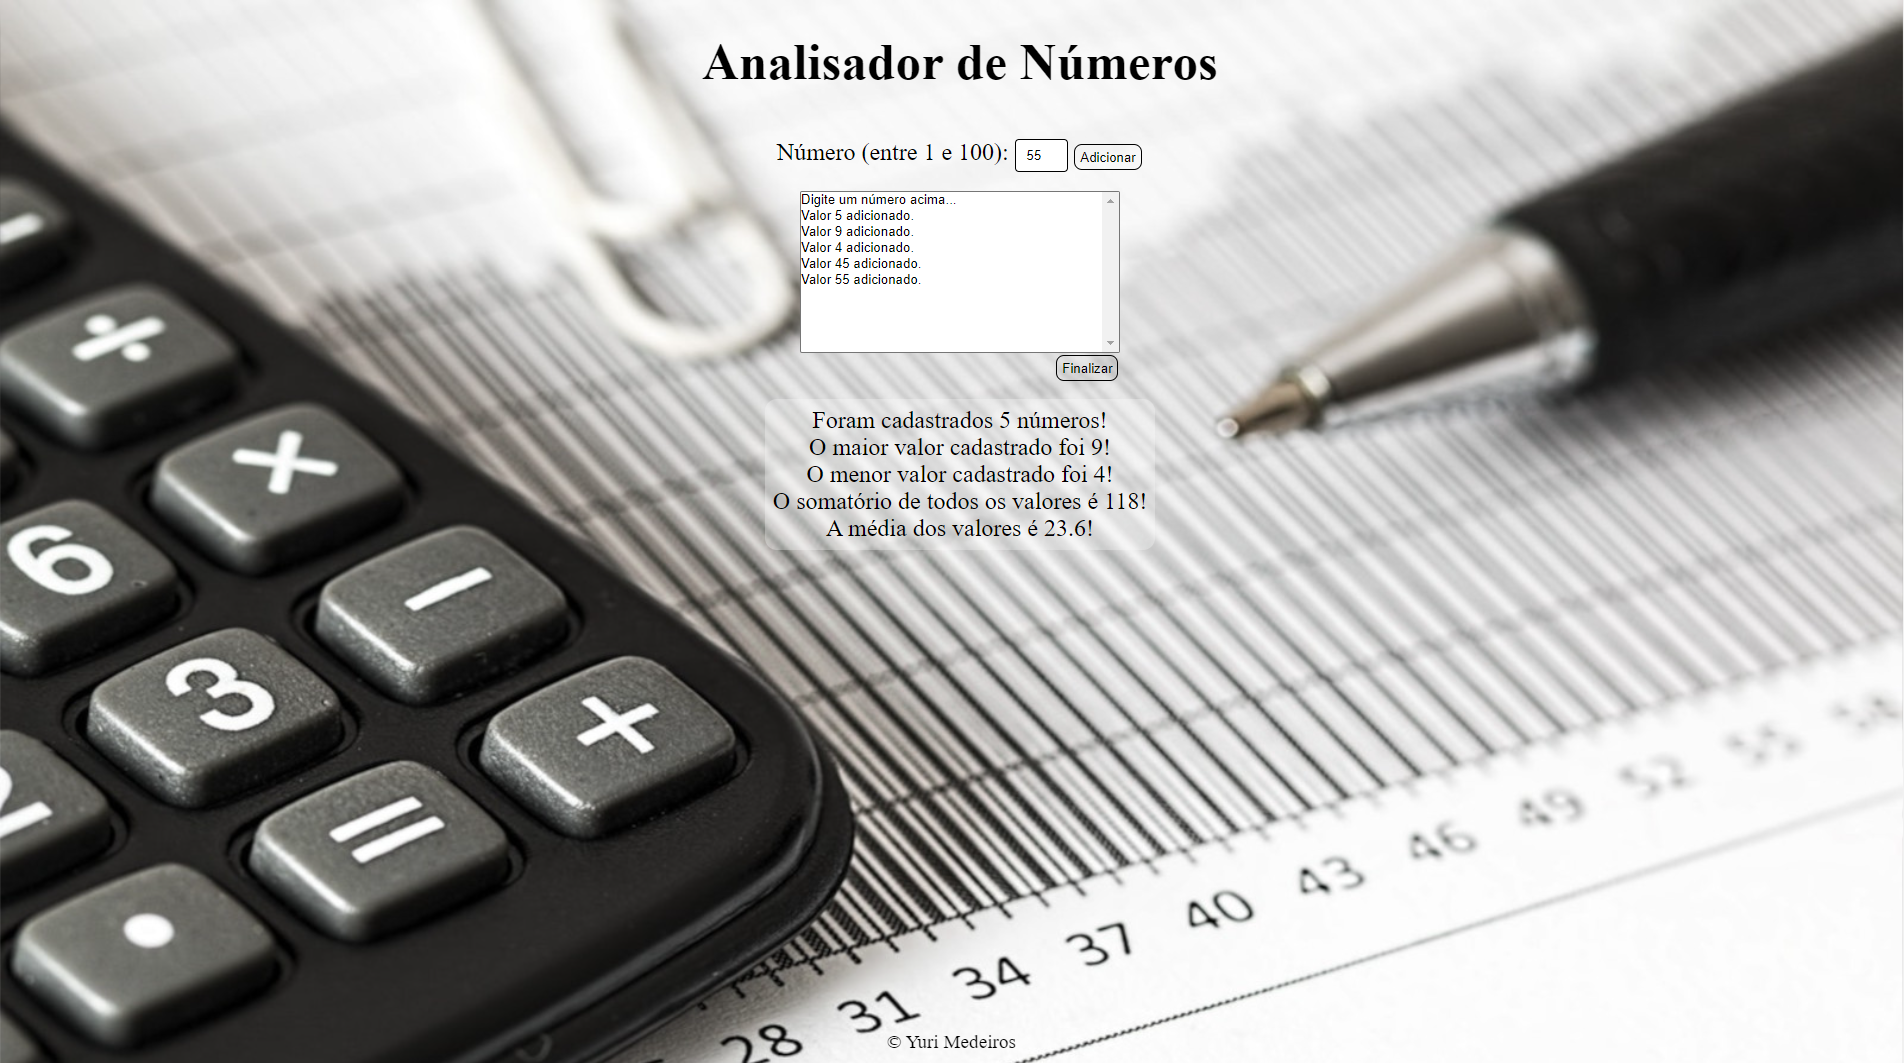 Analisador de Números
Número (entre 1 e 100): 55 Adicionar
Digite um número acima...
Valor 5 adicionado.
Valor 9 adicionado.
Valor 4 adicionado.
Valor 45 adicionado.
Valor 55 adicionado.
Finalizar
Foram cadastrados 5 números!
O maior valor cadastrado foi 9!
O menor valor cadastrado foi 4!
O somatório de todos os valores é 118!
A média dos valores é 23.6!
÷
×
6
−
3
+
=
28 31 34 37 40 43 46 49 52 55
© Yuri Medeiros